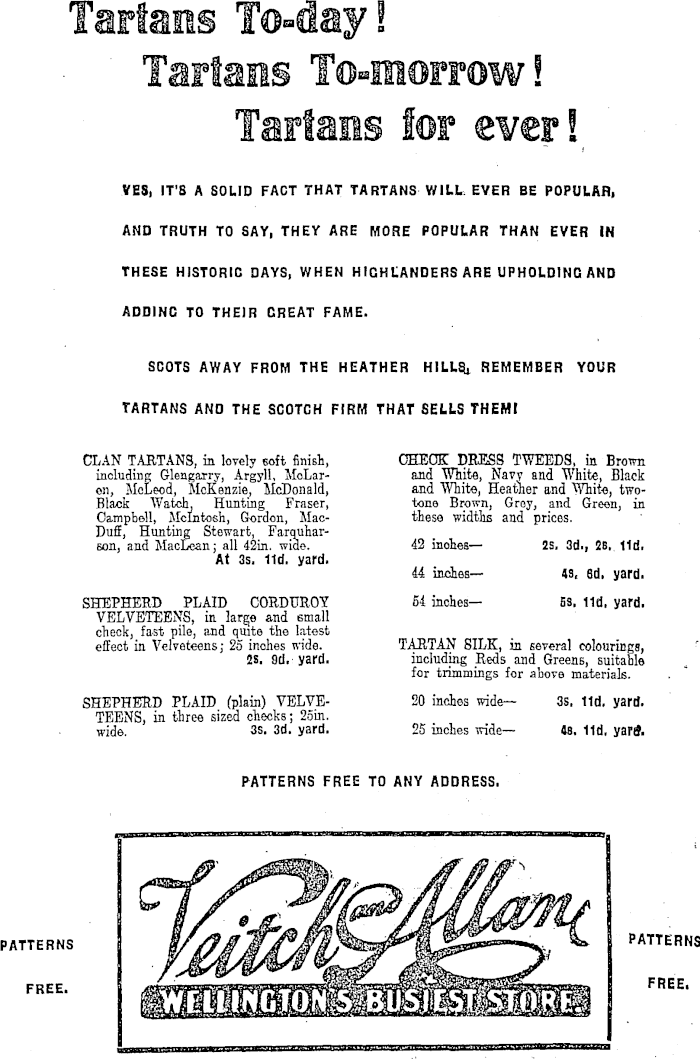 Tartans To-day!
Tartans To-morrow!
Tartans for ever!
YES, IT'S A SOLID FACT THAT TARTANS WILL EVER BE POPULAR,
AND TRUTH TO SAY, THEY ARE MORE POPULAR THAN EVER IN
THESE HISTORIC DAYS, WHEN HIGHLANDERS ARE UPHOLDING AND
ADDING TO THEIR GREAT FAME.
SCOTS AWAY FROM THE HEATHER HILLS, REMEMBER YOUR
TARTANS AND THE SCOTCH FIRM THAT SELLS THEM!
CLAN TARTANS, in lovely soft finish,
including Glengarry, Argyll, McLar-
en, McLeod, McKenzie, McDonald,
Black Watch, Hunting Fraser,
Campbell, McIntosh, Gordon, Mac-
Duff, Hunting Stewart, Farquhar-
son, and MacLean; all 42in. wide.
At 3s. 11d. yard.
SHEPHERD PLAID CORDUROY
VELVETEENS, in large and small
check, fast pile, and quite the latest
effect in Velveteens; 25 inches wide.
2s. 9d. yard.
SHEPHERD PLAID (plain) VELVE-
TEENS, in three sized checks; 25in.
wide. 3s. 3d. yard.
CHECK DRESS TWEEDS, in Brown
and White, Navy and White, Black
and White, Heather and White, two-
tone Brown, Grey, and Green, in
these widths and prices.
42 inches— 2s. 3d., 2s. 11d.
44 inches— 4s. 6d. yard.
54 inches— 5s. 11d. yard.
TARTAN SILK, in several colourings,
including Reds and Greens, suitable
for trimmings for above materials.
20 inches wide— 3s. 11d. yard.
25 inches wide— 4s. 11d. yard.
PATTERNS FREE TO ANY ADDRESS.
PATTERNS
FREE.
Veitch and Allan
WELLINGTON'S BUSIEST STORE.
PATTERNS
FREE.